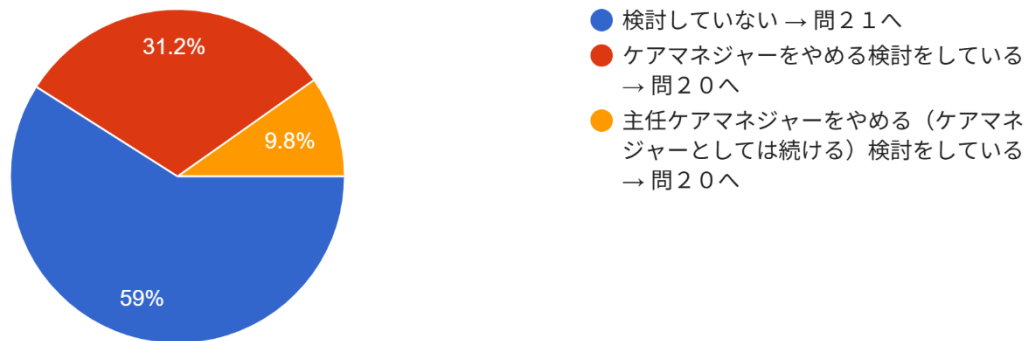 31.2%
9.8%
59%
検討していない → 問２１へ
ケアマネジャーをやめる検討をしている
→ 問２０へ
主任ケアマネジャーをやめる（ケアマネ
ジャーとしては続ける）検討をしている
→ 問２０へ